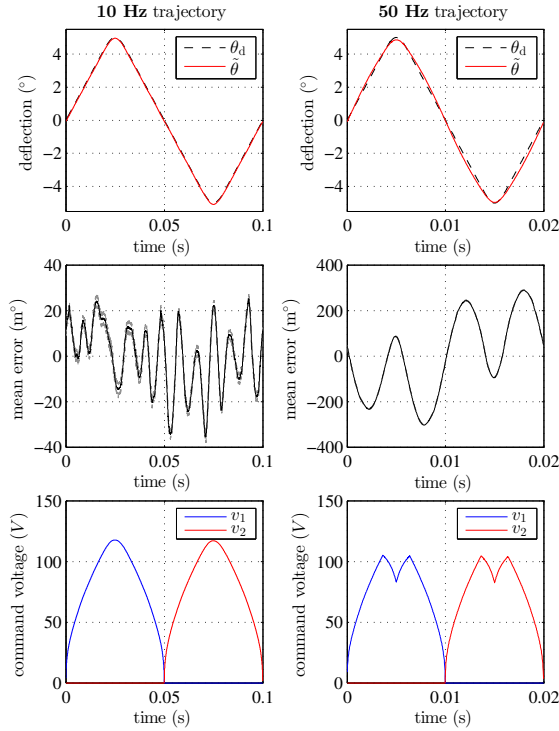 10 Hz trajectory
4
2
0
−2
−4
deflection (°)
θd
θ̃
0
0.05
0.1
time (s)
50 Hz trajectory
4
2
0
−2
−4
deflection (°)
θd
θ̃
0
0.01
0.02
time (s)
40
20
0
−20
−40
mean error (m°)
0
0.05
0.1
time (s)
400
200
0
−200
−400
mean error (m°)
0
0.01
0.02
time (s)
150
100
50
0
command voltage (V)
v1
v2
0
0.05
0.1
time (s)
150
100
50
0
command voltage (V)
v1
v2
0
0.01
0.02
time (s)